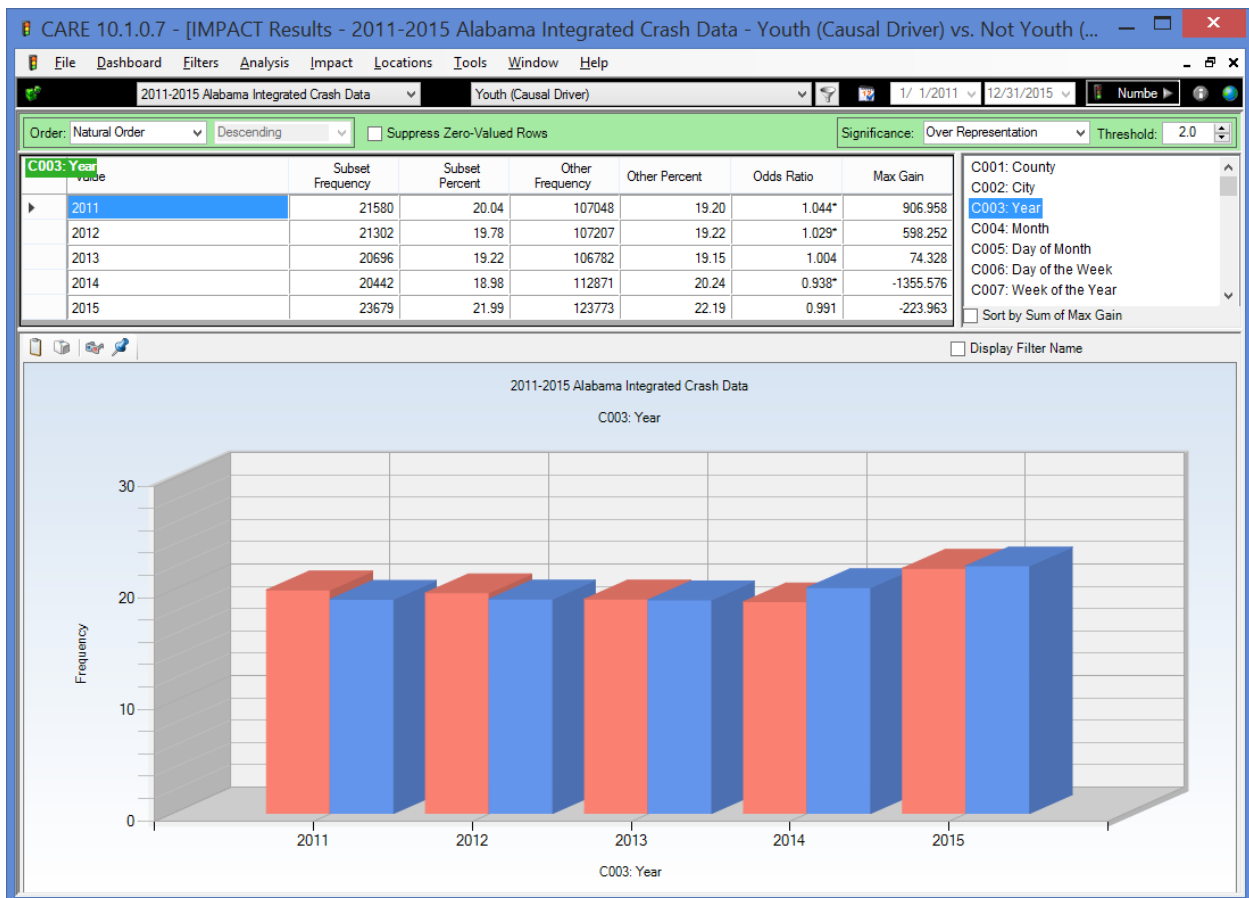 CARE 10.1.0.7 - [IMPACT Results - 2011-2015 Alabama Integrated Crash Data - Youth (Causal Driver) vs. Not Youth (...
File Dashboard Filters Analysis Impact Locations Tools Window Help
2011-2015 Alabama Integrated Crash Data Youth (Causal Driver) 1/ 1/2011 12/31/2015 Numbe
Order: Natural Order Descending Suppress Zero-Valued Rows Significance: Over Representation Threshold: 2.0
C003: Year
Value Subset Frequency Subset Percent Other Frequency Other Percent Odds Ratio Max Gain
2011 21580 20.04 107048 19.20 1.044* 906.958
2012 21302 19.78 107207 19.22 1.029* 598.252
2013 20696 19.22 106782 19.15 1.004 74.328
2014 20442 18.98 112871 20.24 0.938* -1355.576
2015 23679 21.99 123773 22.19 0.991 -223.963
C001: County
C002: City
C003: Year
C004: Month
C005: Day of Month
C006: Day of the Week
C007: Week of the Year
Sort by Sum of Max Gain
Display Filter Name
2011-2015 Alabama Integrated Crash Data
C003: Year
30
20
10
0
Frequency
2011 2012 2013 2014 2015
C003: Year